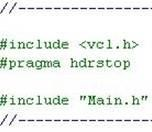 //------------------
#include <vcl.h>
#pragma hdrstop
#include "Main.h"
//------------------